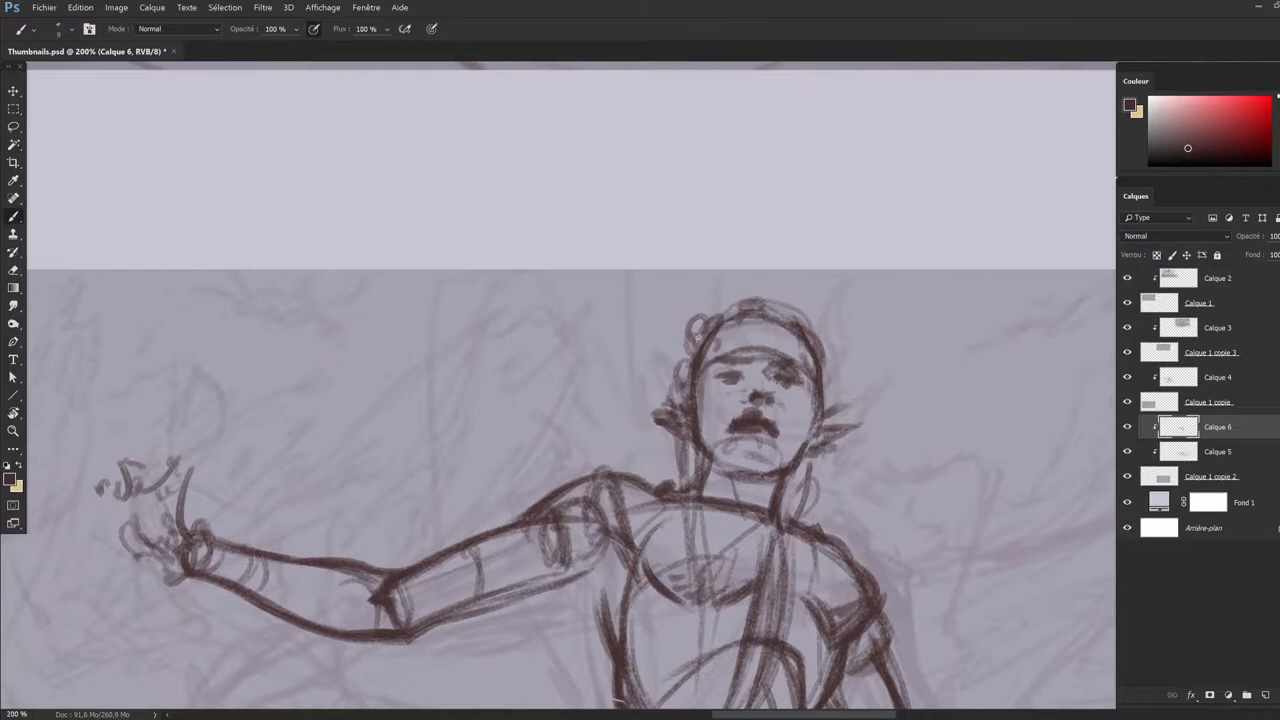 Ps Fichier Edition Image Calque Texte Sélection Filtre 3D Affichage Fenêtre Aide
9 Mode : Normal Opacité : 100 % Flux : 100 %
Thumbnails.psd @ 200% (Calque 6, RVB/8) * ×
Couleur
Calques
Type
Normal Opacité : 100
Verrou : Fond : 100
Calque 2
Calque 1
Calque 3
Calque 1 copie 3
Calque 4
Calque 1 copie
Calque 6
Calque 5
Calque 1 copie 2
Fond 1
Arrière-plan
200 % Doc : 91,6 Mo/260,9 Mo